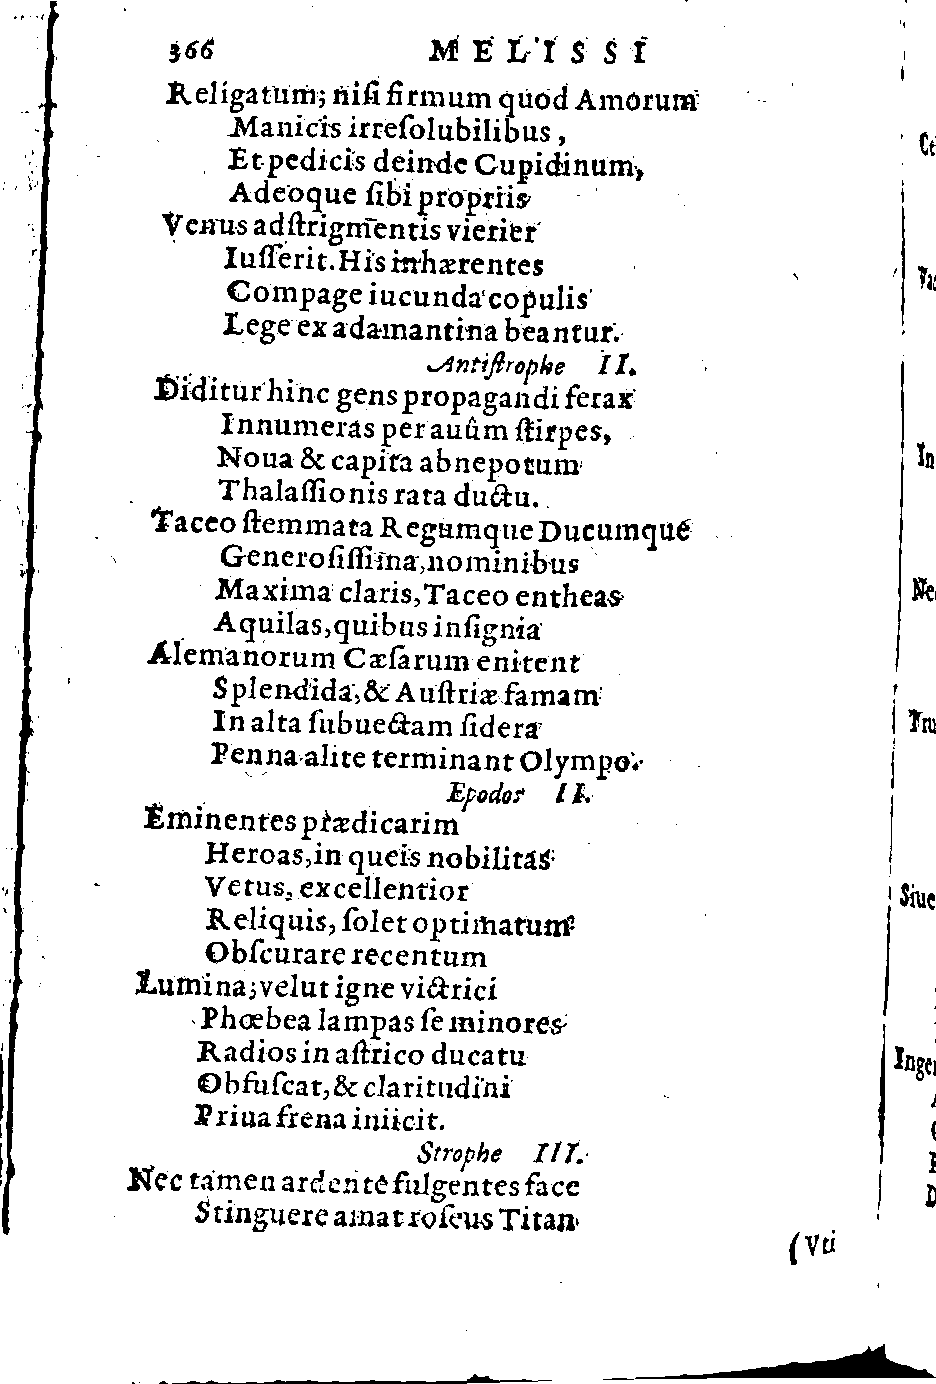 366 MELISSI
Religatum; niſi firmum quod Amorum
Manicis irreſolubilibus,
Et pedicis deinde Cupidinum,
Adeoque ſibi propriis
Venus adſtrigmentis vierier
Iuſſerit. His inhærentes
Compage iucunda copulis
Lege ex adamantina beantur.
Antiſtrophe II.
Diditur hinc gens propagandi ferax
Innumeras per auûm ſtirpes,
Noua & capita abnepotum
Thalaſſionis rata ductu.
Taceo ſtemmata Regumque Ducumque
Generoſiſſima, nominibus
Maxima claris, Taceo entheas
Aquilas, quibus inſignia
Alemanorum Cæſarum enitent
Splendida, & Auſtriæ famam
In alta ſubuectam ſidera
Penna alite terminant Olympo.
Epodos II.
Eminentes prædicarim
Heroas, in queis nobilitas
Vetus, excellentior
Reliquis, ſolet optimatum
Obſcurare recentum
Lumina; velut igne victrici
Phœbea lampas ſe minores
Radios in aſtrico ducatu
Obfuſcat, & claritudini
Priua frena iniicit.
Strophe III.
Nec tamen ardente fulgentes face
Stinguere amat roſeus Titan
(Vti
Ce
Va
In
Ne
Tru
Siue
Inge